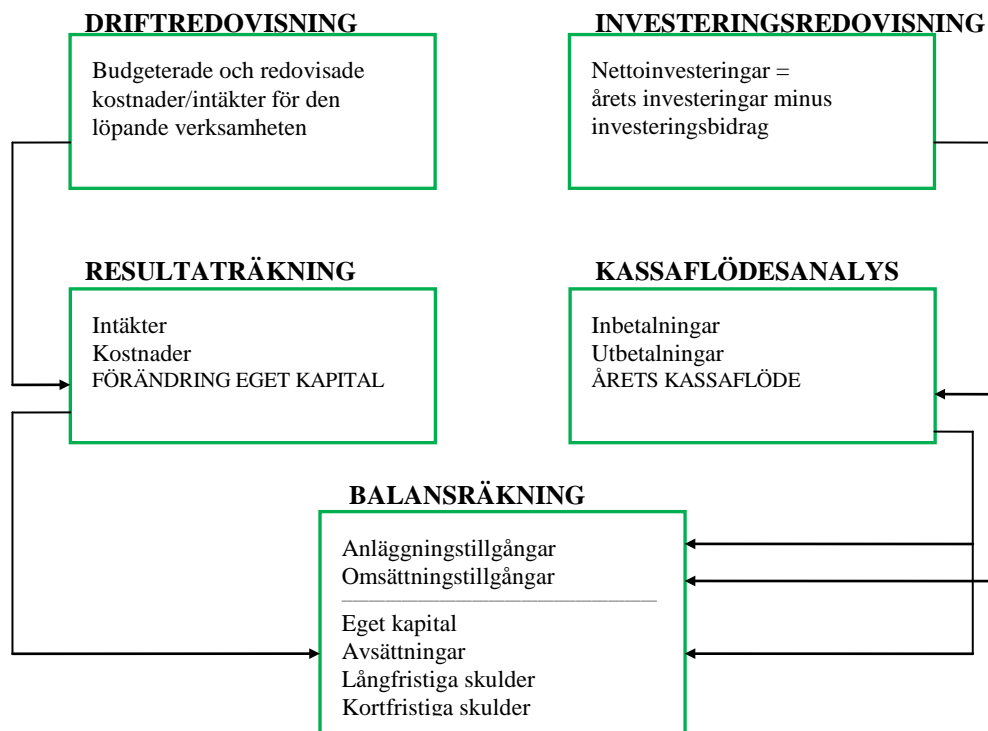 DRIFTREDOVISNING
Budgeterade och redovisade
kostnader/intäkter för den
löpande verksamheten
INVESTERINGSREDOVISNING
Nettoinvesteringar =
årets investeringar minus
investeringsbidrag
RESULTATRÄKNING
Intäkter
Kostnader
FÖRÄNDRING EGET KAPITAL
KASSAFLÖDESANALYS
Inbetalningar
Utbetalningar
ÅRETS KASSAFLÖDE
BALANSRÄKNING
Anläggningstillgångar
Omsättningstillgångar
Eget kapital
Avsättningar
Långfristiga skulder
Kortfristiga skulder